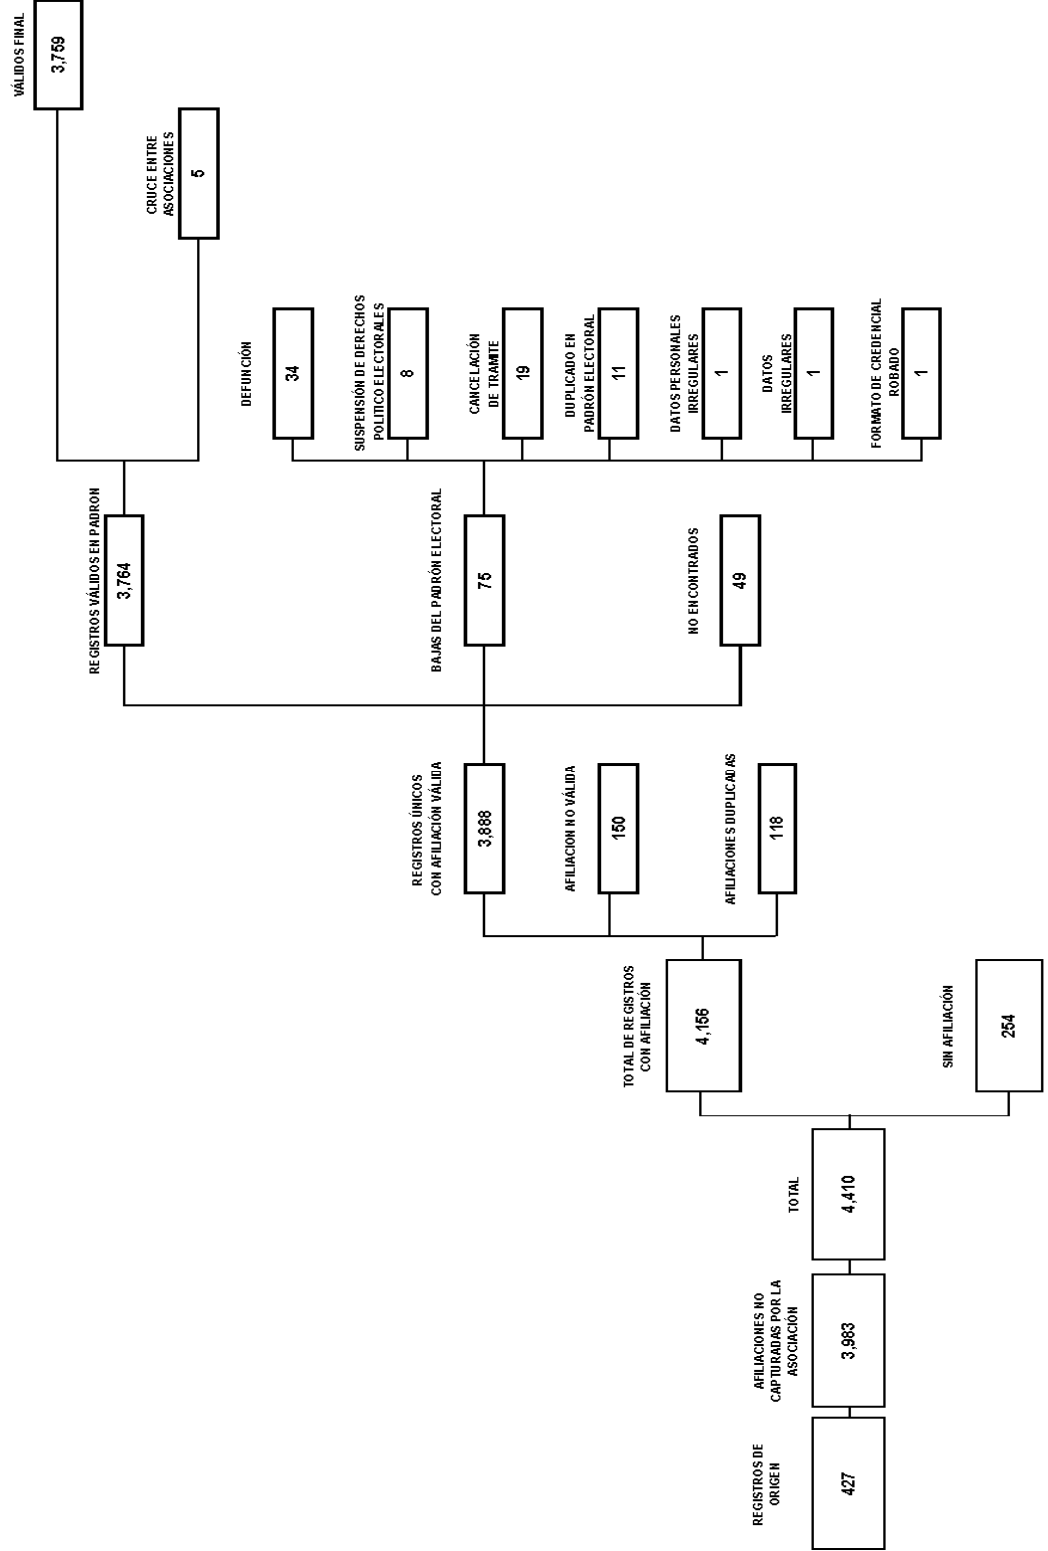 REGISTROS DE
ORIGEN
427
AFILIACIONES NO
CAPTURADAS POR LA
ASOCIACIÓN
3,983
TOTAL
4,410
TOTAL DE REGISTROS
CON AFILIACIÓN
4,156
SIN AFILIACIÓN
254
REGISTROS ÚNICOS
CON AFILIACIÓN VÁLIDA
3,888
AFILIACION NO VÁLIDA
150
AFILIACIONES DUPLICADAS
118
REGISTROS VÁLIDOS EN PADRON
3,764
BAJAS DEL PADRÓN ELECTORAL
75
NO ENCONTRADOS
49
DEFUNCIÓN
34
SUSPENSIÓN DE DERECHOS
POLITICO ELECTORALES
8
CANCELACIÓN
DE TRAMITE
19
DUPLICADO EN
PADRÓN ELECTORAL
11
DATOS PERSONALES
IRREGULARES
1
DATOS
IRREGULARES
1
FORMATO DE CREDENCIAL
ROBADO
1
VÁLIDOS FINAL
3,759
CRUCE ENTRE
ASOCIACIONES
5